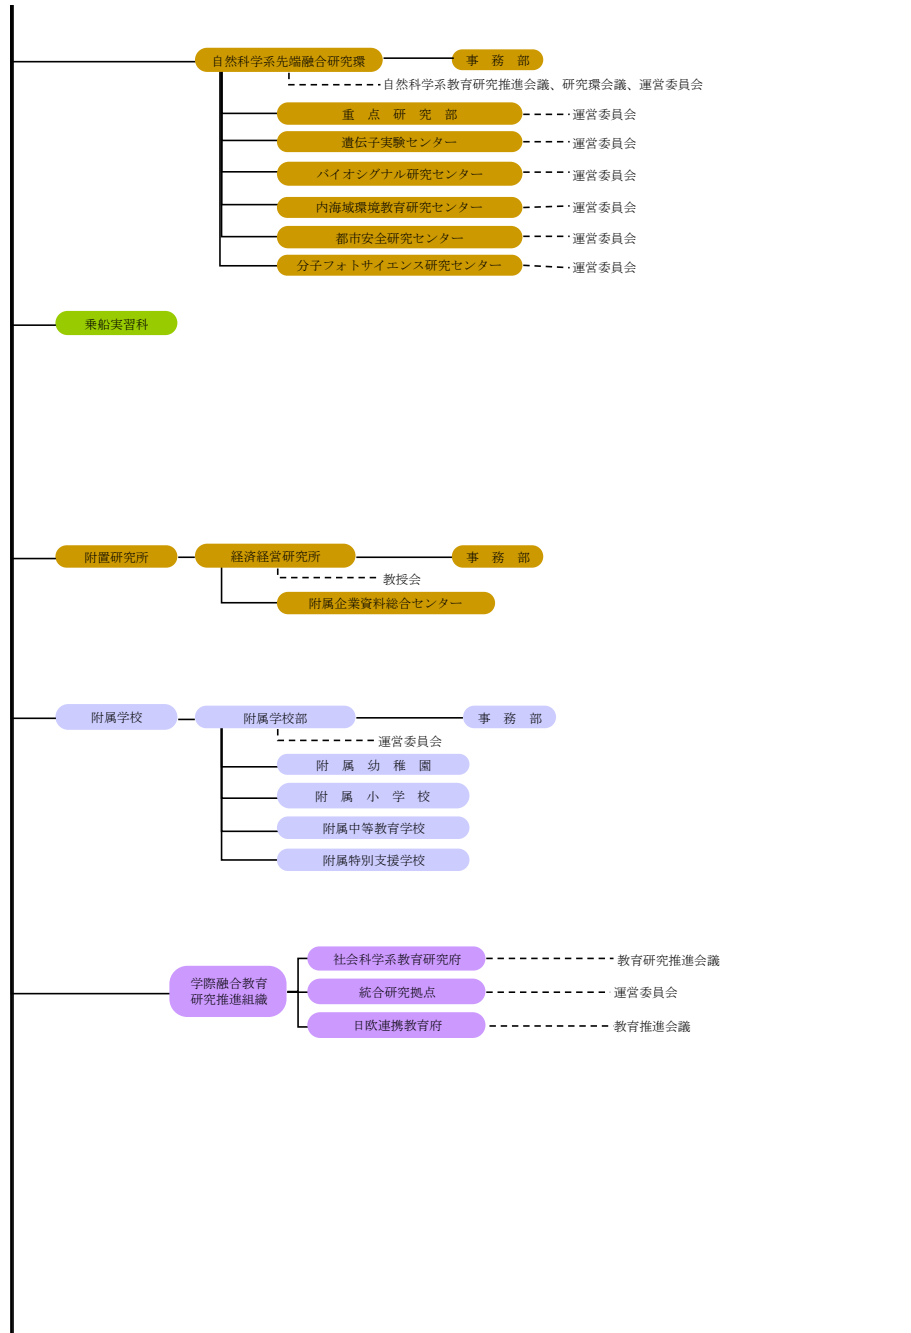 自然科学系先端融合研究環
事　務　部
自然科学系教育研究推進会議、研究環会議、運営委員会
重　点　研　究　部
運営委員会
遺伝子実験センター
運営委員会
バイオシグナル研究センター
運営委員会
内海域環境教育研究センター
運営委員会
都市安全研究センター
運営委員会
分子フォトサイエンス研究センター
運営委員会
乗船実習科
附置研究所
経済経営研究所
事　務　部
教授会
附属企業資料総合センター
附属学校
附属学校部
事　務　部
運営委員会
附　属　幼　稚　園
附　属　小　学　校
附属中等教育学校
附属特別支援学校
学際融合教育
研究推進組織
社会科学系教育研究府
教育研究推進会議
統合研究拠点
運営委員会
日欧連携教育府
教育推進会議